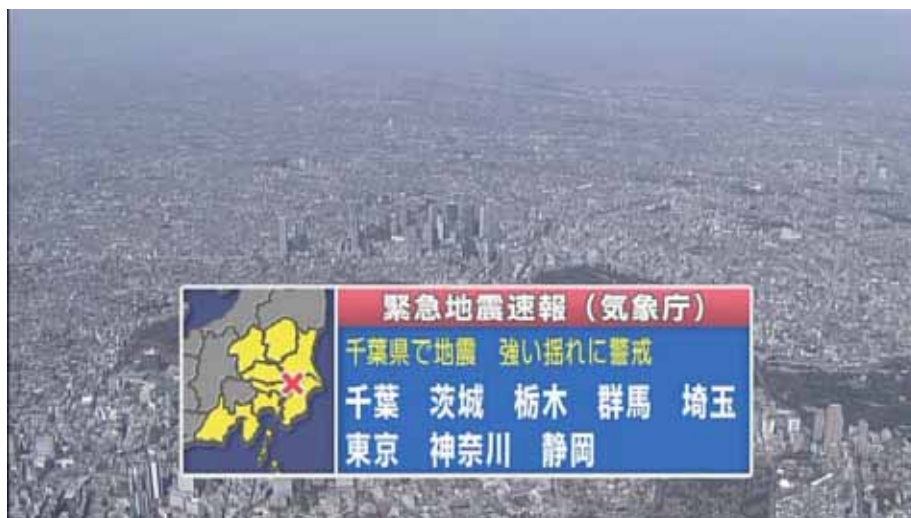 緊急地震速報（気象庁）
千葉県で地震　強い揺れに警戒
千葉　茨城　栃木　群馬　埼玉
東京　神奈川　静岡